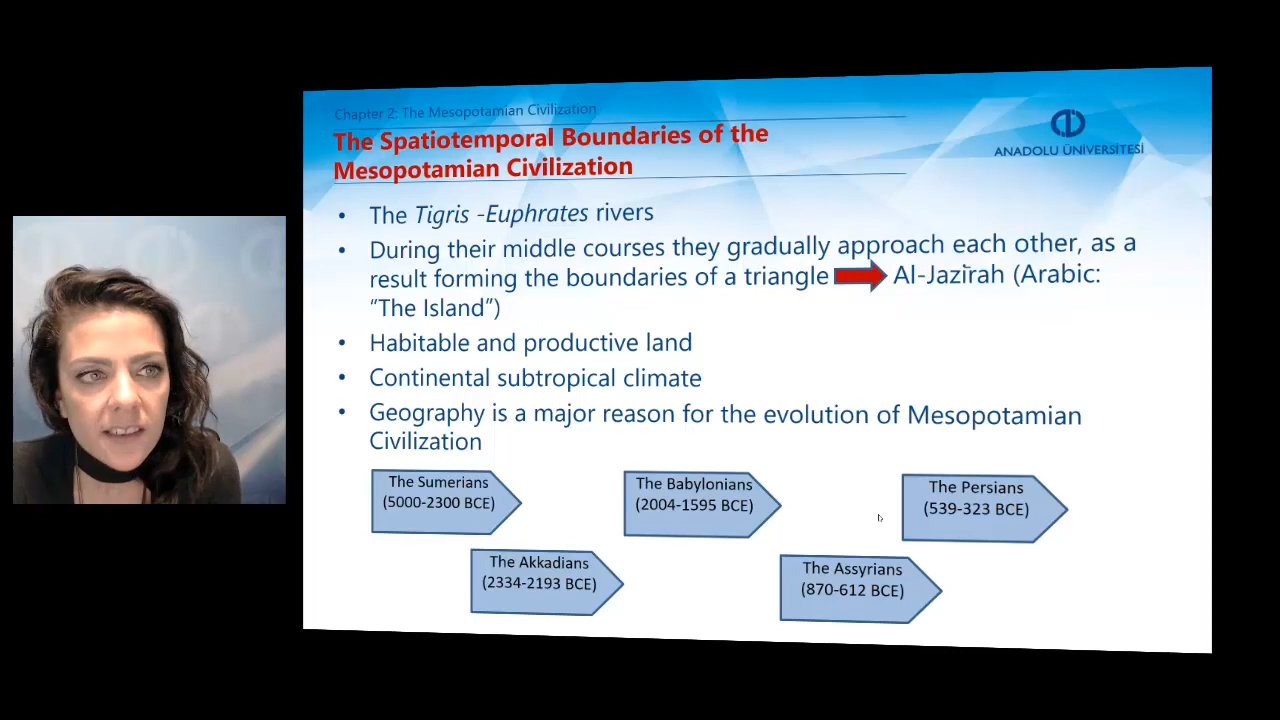 Chapter 2: The Mesopotamian Civilization
The Spatiotemporal Boundaries of the
Mesopotamian Civilization
ANADOLU ÜNİVERSİTESİ
• The Tigris -Euphrates rivers
• During their middle courses they gradually approach each other, as a
result forming the boundaries of a triangle Al-Jazīrah (Arabic:
“The Island”)
• Habitable and productive land
• Continental subtropical climate
• Geography is a major reason for the evolution of Mesopotamian
Civilization
The Sumerians
(5000-2300 BCE)
The Akkadians
(2334-2193 BCE)
The Babylonians
(2004-1595 BCE)
The Assyrians
(870-612 BCE)
The Persians
(539-323 BCE)